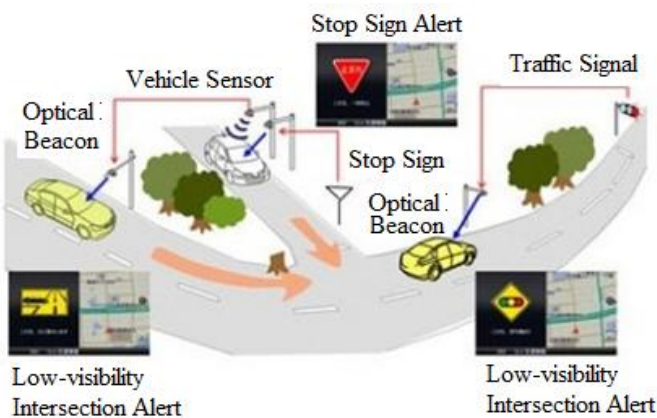 Stop Sign Alert
Vehicle Sensor
Traffic Signal
Optical
Beacon
Stop Sign
Optical
Beacon
Low-visibility
Intersection Alert
Low-visibility
Intersection Alert